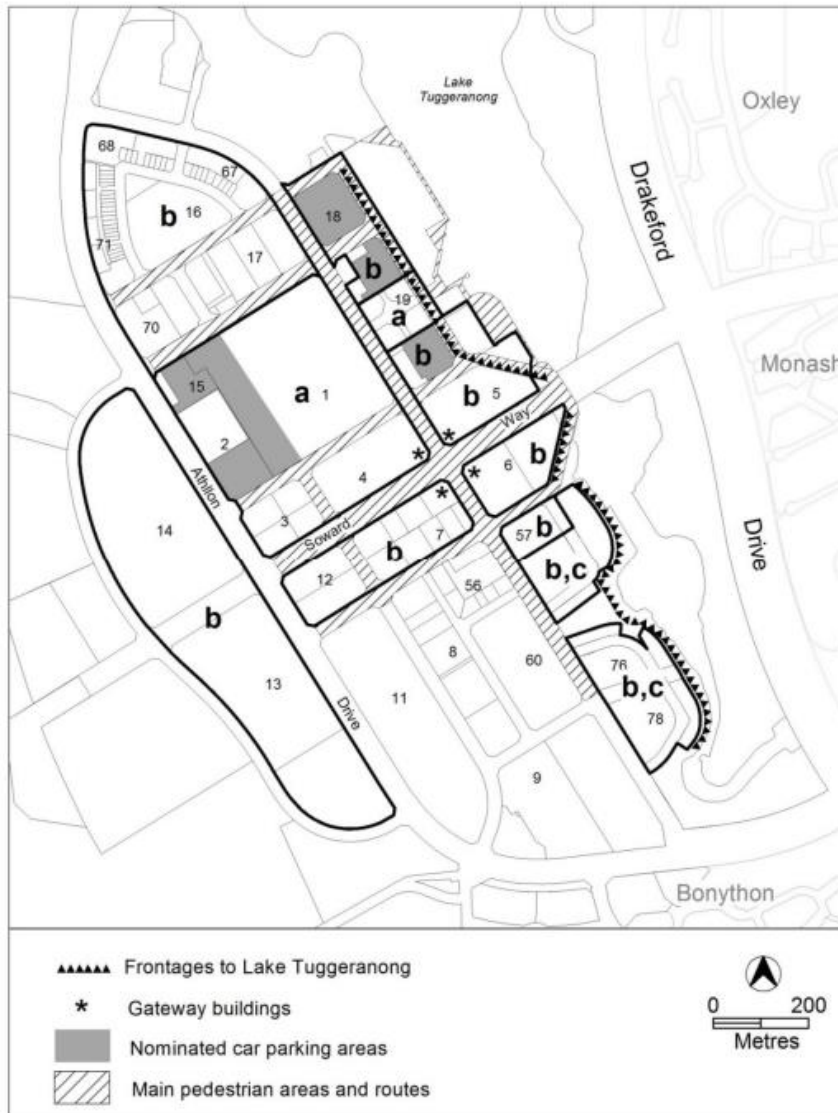 Lake
Tuggeranong
Oxley
Drakeford
68
67
b
16
18
71
17
b
19
a
70
Monash
15
a
1
b
5
2
Way
6
b
4
Athllon
3
Soward
14
b
7
57
b
12
b,c
56
b
8
60
76
b,c
13
11
Drive
78
Drive
9
Bonython
Frontages to Lake Tuggeranong
* Gateway buildings
0 200
Nominated car parking areas
Metres
Main pedestrian areas and routes